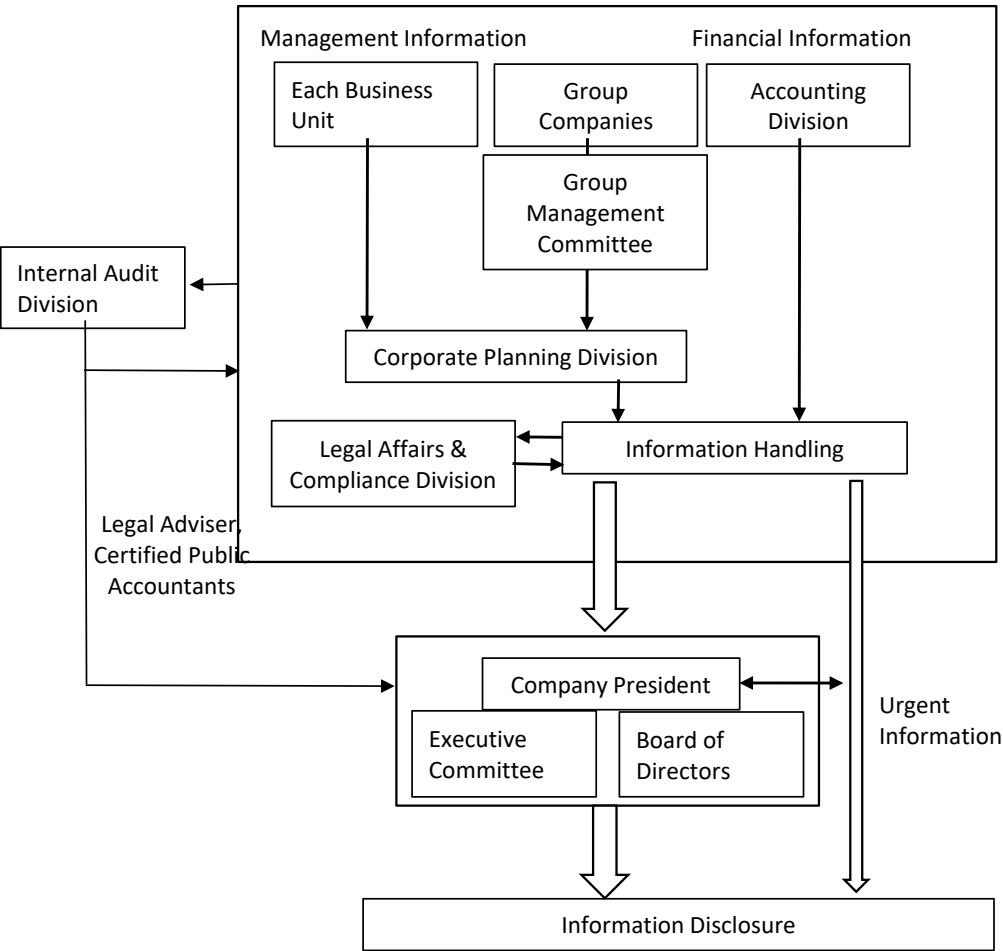 Management Information
Financial Information
Each Business
Unit
Group
Companies
Accounting
Division
Group
Management
Committee
Internal Audit
Division
Corporate Planning Division
Legal Affairs &
Compliance Division
Information Handling
Legal Adviser,
Certified Public
Accountants
Company President
Executive
Committee
Board of
Directors
Urgent
Information
Information Disclosure